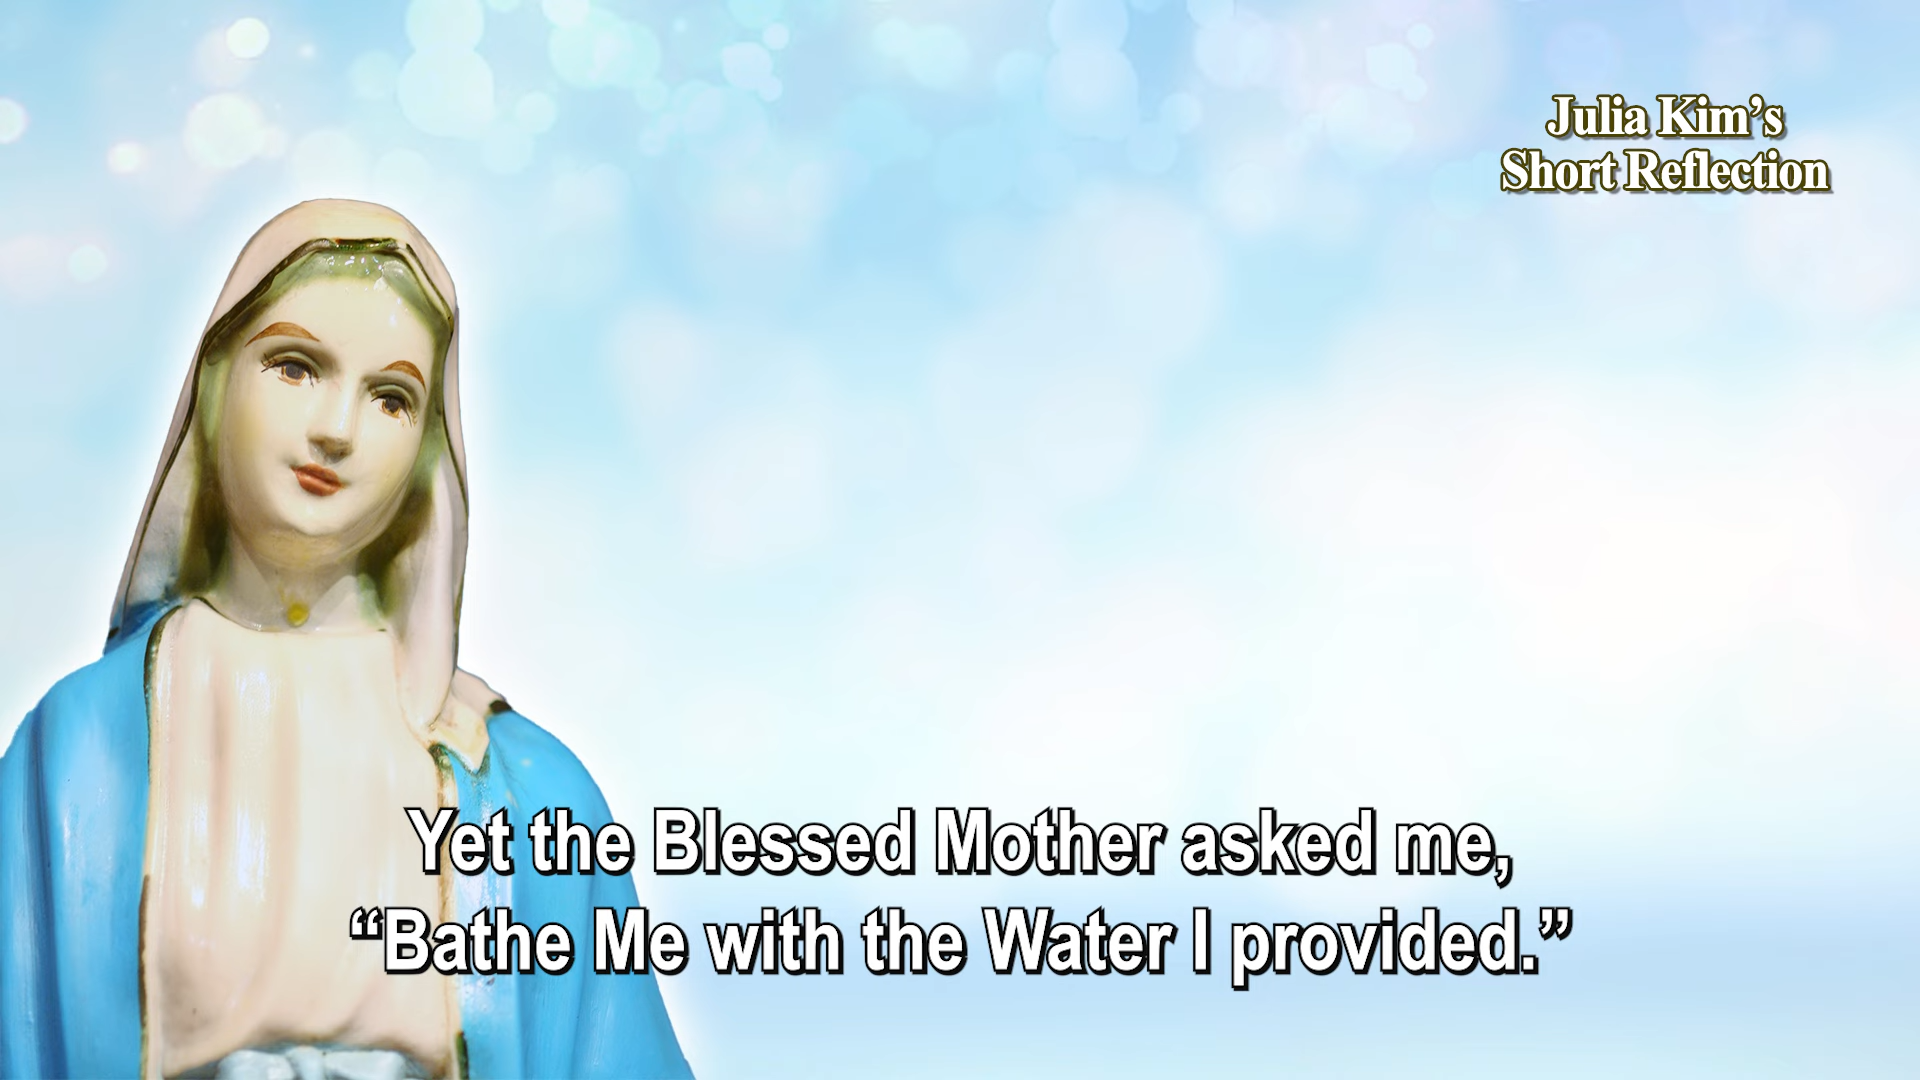 Julia Kim’s
Short Reflection
Yet the Blessed Mother asked me,
“Bathe Me with the Water I provided.”